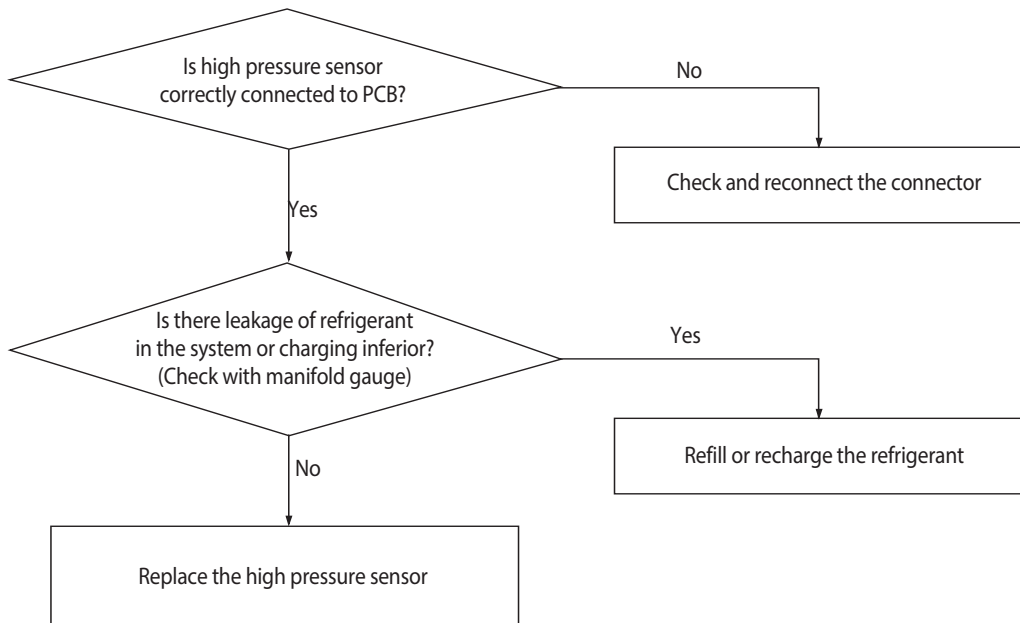 Is high pressure sensor
correctly connected to PCB?
No
Check and reconnect the connector
Yes
Is there leakage of refrigerant
in the system or charging inferior?
(Check with manifold gauge)
Yes
Refill or recharge the refrigerant
No
Replace the high pressure sensor